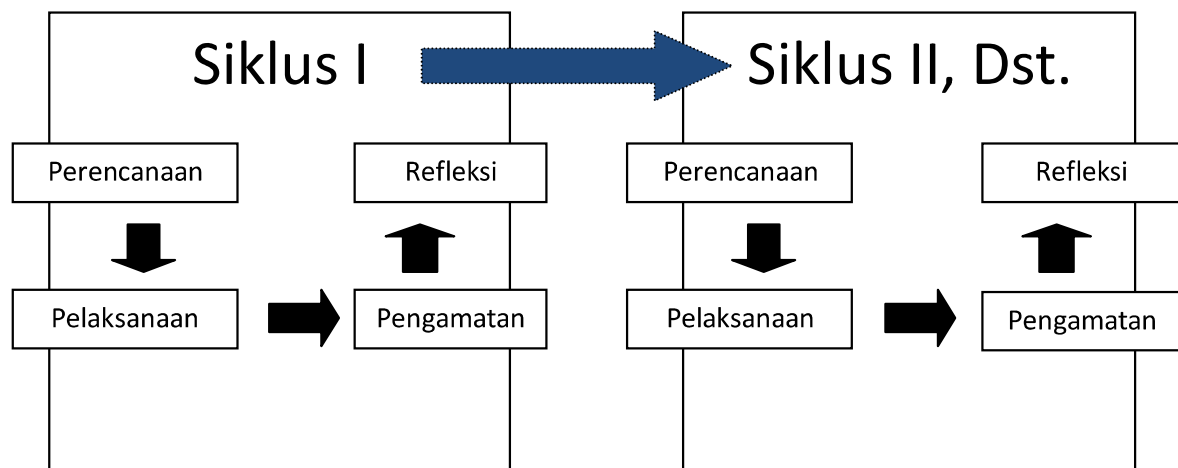 Siklus I
Siklus II, Dst.
Perencanaan
Refleksi
Perencanaan
Refleksi
Pelaksanaan
Pengamatan
Pelaksanaan
Pengamatan